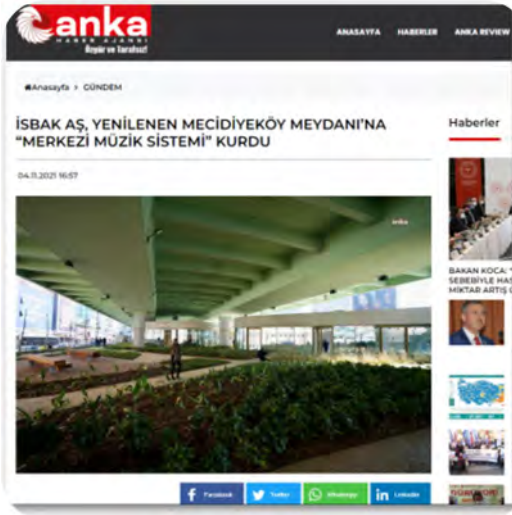 anka
HABER AJANSI
Özgür ve Tarafsız!
ANASAYFA HABERLER ANKA REVIEW
Anasayfa > GÜNDEM
İSBAK AŞ, YENİLENEN MECİDİYEKÖY MEYDANI’NA
“MERKEZİ MÜZİK SİSTEMİ” KURDU
04.11.2021 16:57
Haberler
anka
BAKAN KOCA: “
SEBEBİYLE HAS
MİKTAR ARTIŞ
Facebook
Twitter
Whatsapp
Linkedin